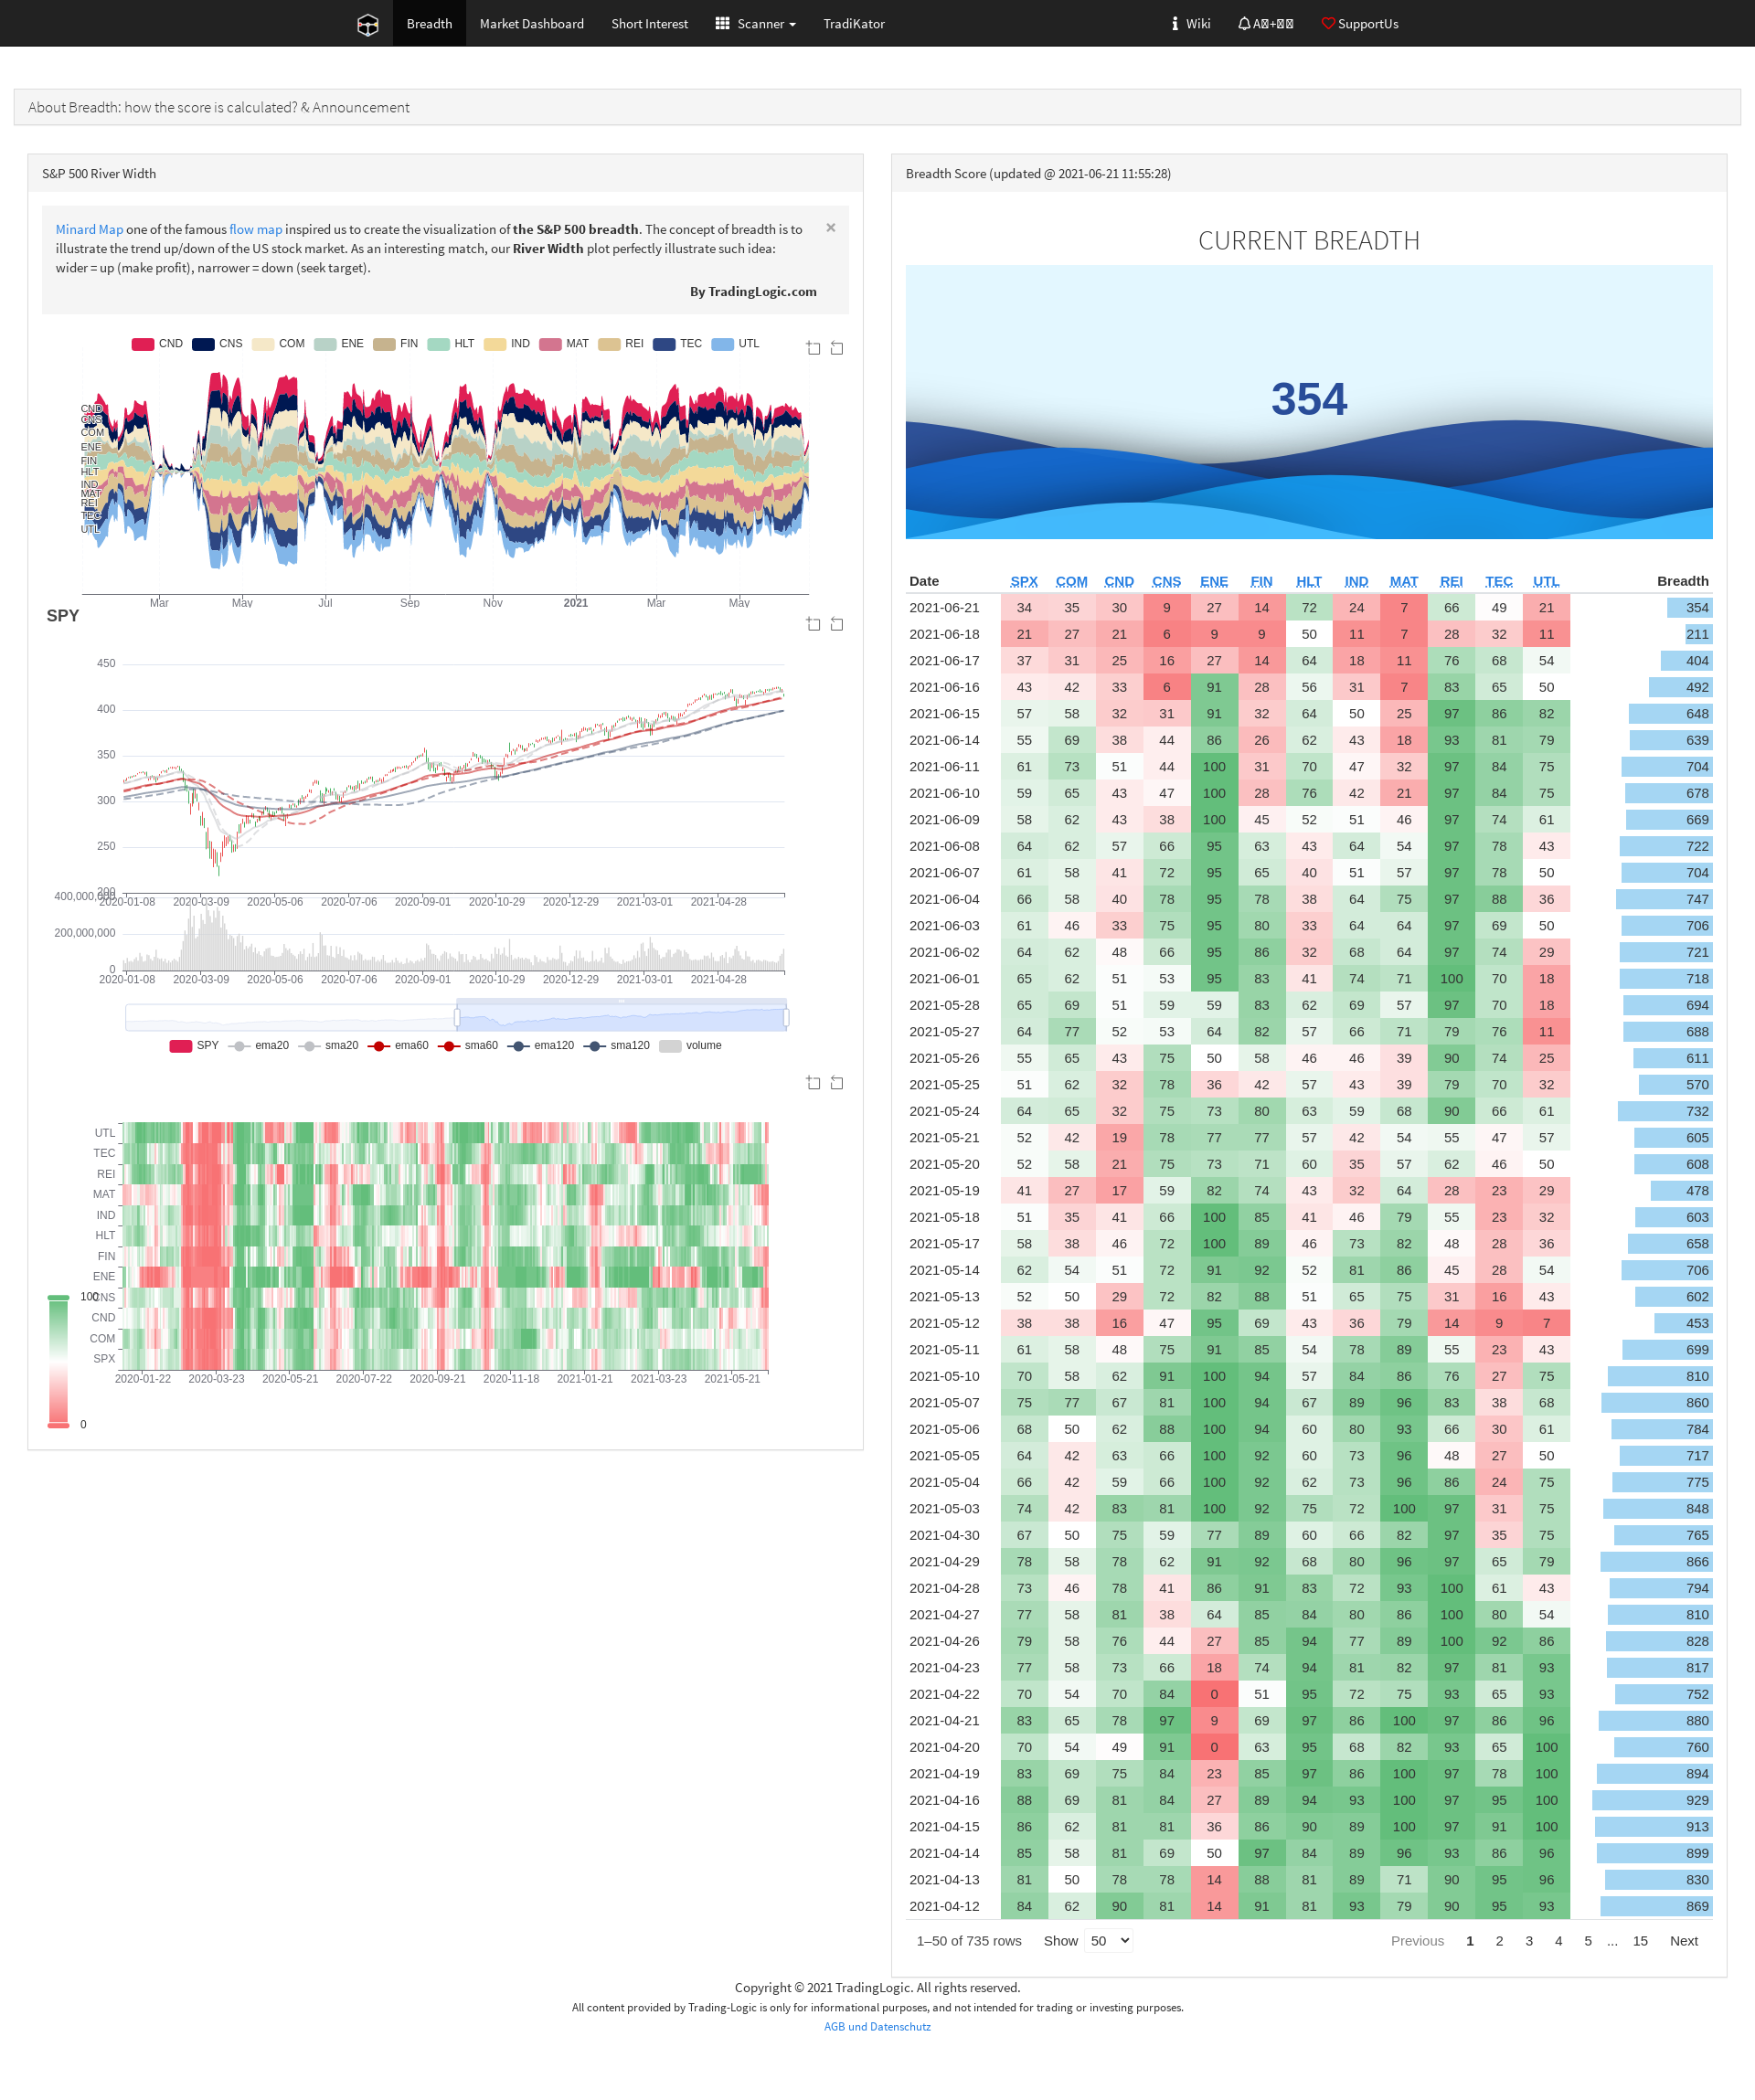 Breadth Market Dashboard Short Interest Scanner TradiKator Wiki SupportUs
About Breadth: how the score is calculated? & Announcement
S&P 500 River Width
Minard Map one of the famous flow map inspired us to create the visualization of the S&P 500 breadth. The concept of breadth is to
illustrate the trend up/down of the US stock market. As an interesting match, our River Width plot perfectly illustrate such idea:
wider = up (make profit), narrower = down (seek target).
By TradingLogic.com
×
CND CNS COM ENE FIN HLT IND MAT REI TEC UTL
CND
CNS
COM
ENE
FIN
HLT
IND
MAT
REI
TEC
UTL
Mar May Jul Sep Nov 2021 Mar May
SPY
450
400
350
300
250
200
2020-01-08 2020-03-09 2020-05-06 2020-07-06 2020-09-01 2020-10-29 2020-12-29 2021-03-01 2021-04-28
400,000,000
200,000,000
0
2020-01-08 2020-03-09 2020-05-06 2020-07-06 2020-09-01 2020-10-29 2020-12-29 2021-03-01 2021-04-28
SPY ema20 sma20 ema60 sma60 ema120 sma120 volume
UTL
TEC
REI
MAT
IND
HLT
FIN
ENE
CNS
CND
COM
SPX
2020-01-22 2020-03-23 2020-05-21 2020-07-22 2020-09-21 2020-11-18 2021-01-21 2021-03-23 2021-05-21
100
0
Breadth Score (updated @ 2021-06-21 11:55:28)
CURRENT BREADTH
354
Date SPX COM CND CNS ENE FIN HLT IND MAT REI TEC UTL Breadth
2021-06-21 34 35 30 9 27 14 72 24 7 66 49 21 354
2021-06-18 21 27 21 6 9 9 50 11 7 28 32 11 211
2021-06-17 37 31 25 16 27 14 64 18 11 76 68 54 404
2021-06-16 43 42 33 6 91 28 56 31 7 83 65 50 492
2021-06-15 57 58 32 31 91 32 64 50 25 97 86 82 648
2021-06-14 55 69 38 44 86 26 62 43 18 93 81 79 639
2021-06-11 61 73 51 44 100 31 70 47 32 97 84 75 704
2021-06-10 59 65 43 47 100 28 76 42 21 97 84 75 678
2021-06-09 58 62 43 38 100 45 52 51 46 97 74 61 669
2021-06-08 64 62 57 66 95 63 43 64 54 97 78 43 722
2021-06-07 61 58 41 72 95 65 40 51 57 97 78 50 704
2021-06-04 66 58 40 78 95 78 38 64 75 97 88 36 747
2021-06-03 61 46 33 75 95 80 33 64 64 97 69 50 706
2021-06-02 64 62 48 66 95 86 32 68 64 97 74 29 721
2021-06-01 65 62 51 53 95 83 41 74 71 100 70 18 718
2021-05-28 65 69 51 59 59 83 62 69 57 97 70 18 694
2021-05-27 64 77 52 53 64 82 57 66 71 79 76 11 688
2021-05-26 55 65 43 75 50 58 46 46 39 90 74 25 611
2021-05-25 51 62 32 78 36 42 57 43 39 79 70 32 570
2021-05-24 64 65 32 75 73 80 63 59 68 90 66 61 732
2021-05-21 52 42 19 78 77 77 57 42 54 55 47 57 605
2021-05-20 52 58 21 75 73 71 60 35 57 62 46 50 608
2021-05-19 41 27 17 59 82 74 43 32 64 28 23 29 478
2021-05-18 51 35 41 66 100 85 41 46 79 55 23 32 603
2021-05-17 58 38 46 72 100 89 46 73 82 48 28 36 658
2021-05-14 62 54 51 72 91 92 52 81 86 45 28 54 706
2021-05-13 52 50 29 72 82 88 51 65 75 31 16 43 602
2021-05-12 38 38 16 47 95 69 43 36 79 14 9 7 453
2021-05-11 61 58 48 75 91 85 54 78 89 55 23 43 699
2021-05-10 70 58 62 91 100 94 57 84 86 76 27 75 810
2021-05-07 75 77 67 81 100 94 67 89 96 83 38 68 860
2021-05-06 68 50 62 88 100 94 60 80 93 66 30 61 784
2021-05-05 64 42 63 66 100 92 60 73 96 48 27 50 717
2021-05-04 66 42 59 66 100 92 62 73 96 86 24 75 775
2021-05-03 74 42 83 81 100 92 75 72 100 97 31 75 848
2021-04-30 67 50 75 59 77 89 60 66 82 97 35 75 765
2021-04-29 78 58 78 62 91 92 68 80 96 97 65 79 866
2021-04-28 73 46 78 41 86 91 83 72 93 100 61 43 794
2021-04-27 77 58 81 38 64 85 84 80 86 100 80 54 810
2021-04-26 79 58 76 44 27 85 94 77 89 100 92 86 828
2021-04-23 77 58 73 66 18 74 94 81 82 97 81 93 817
2021-04-22 70 54 70 84 0 51 95 72 75 93 65 93 752
2021-04-21 83 65 78 97 9 69 97 86 100 97 86 96 880
2021-04-20 70 54 49 91 0 63 95 68 82 93 65 100 760
2021-04-19 83 69 75 84 23 85 97 86 100 97 78 100 894
2021-04-16 88 69 81 84 27 89 94 93 100 97 95 100 929
2021-04-15 86 62 81 81 36 86 90 89 100 97 91 100 913
2021-04-14 85 58 81 69 50 97 84 89 96 93 86 96 899
2021-04-13 81 50 78 78 14 88 81 89 71 90 95 96 830
2021-04-12 84 62 90 81 14 91 81 93 79 90 95 93 869
1–50 of 735 rows Show 50 Previous 1 2 3 4 5 ... 15 Next
Copyright © 2021 TradingLogic. All rights reserved.
All content provided by Trading-Logic is only for informational purposes, and not intended for trading or investing purposes.
AGB und Datenschutz